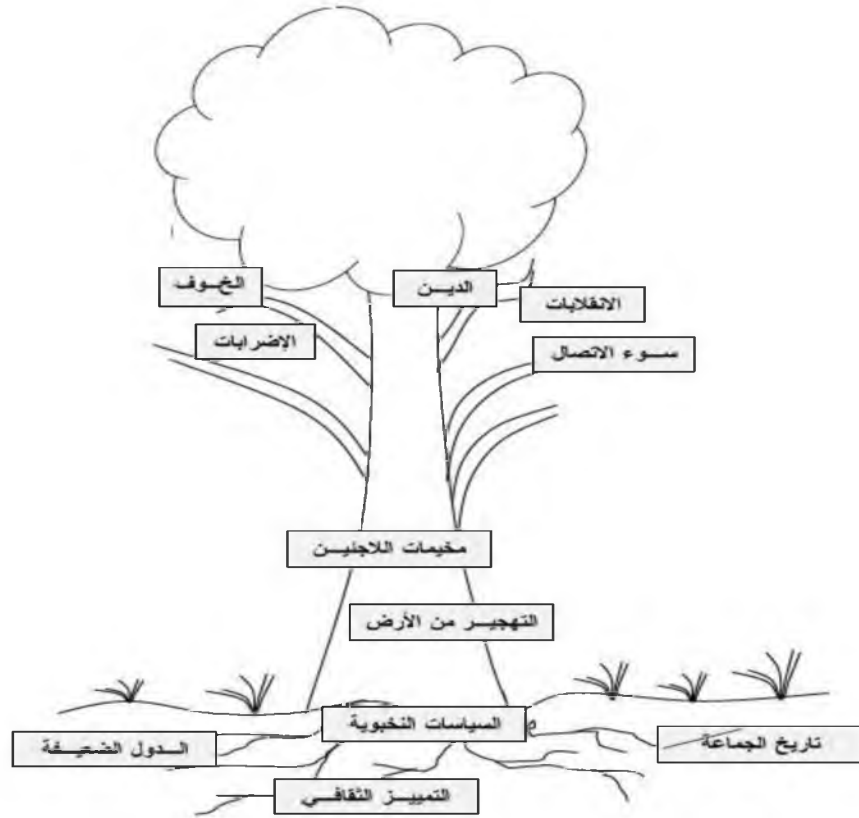 الخوف
الدين
الانقلابات
الإضرابات
سوء الاتصال
مخيمات اللاجئين
التهجير من الأرض
السياسات النخبوية
تاريخ الجماعة
الدول الضعيفة
التمييز الثقافي